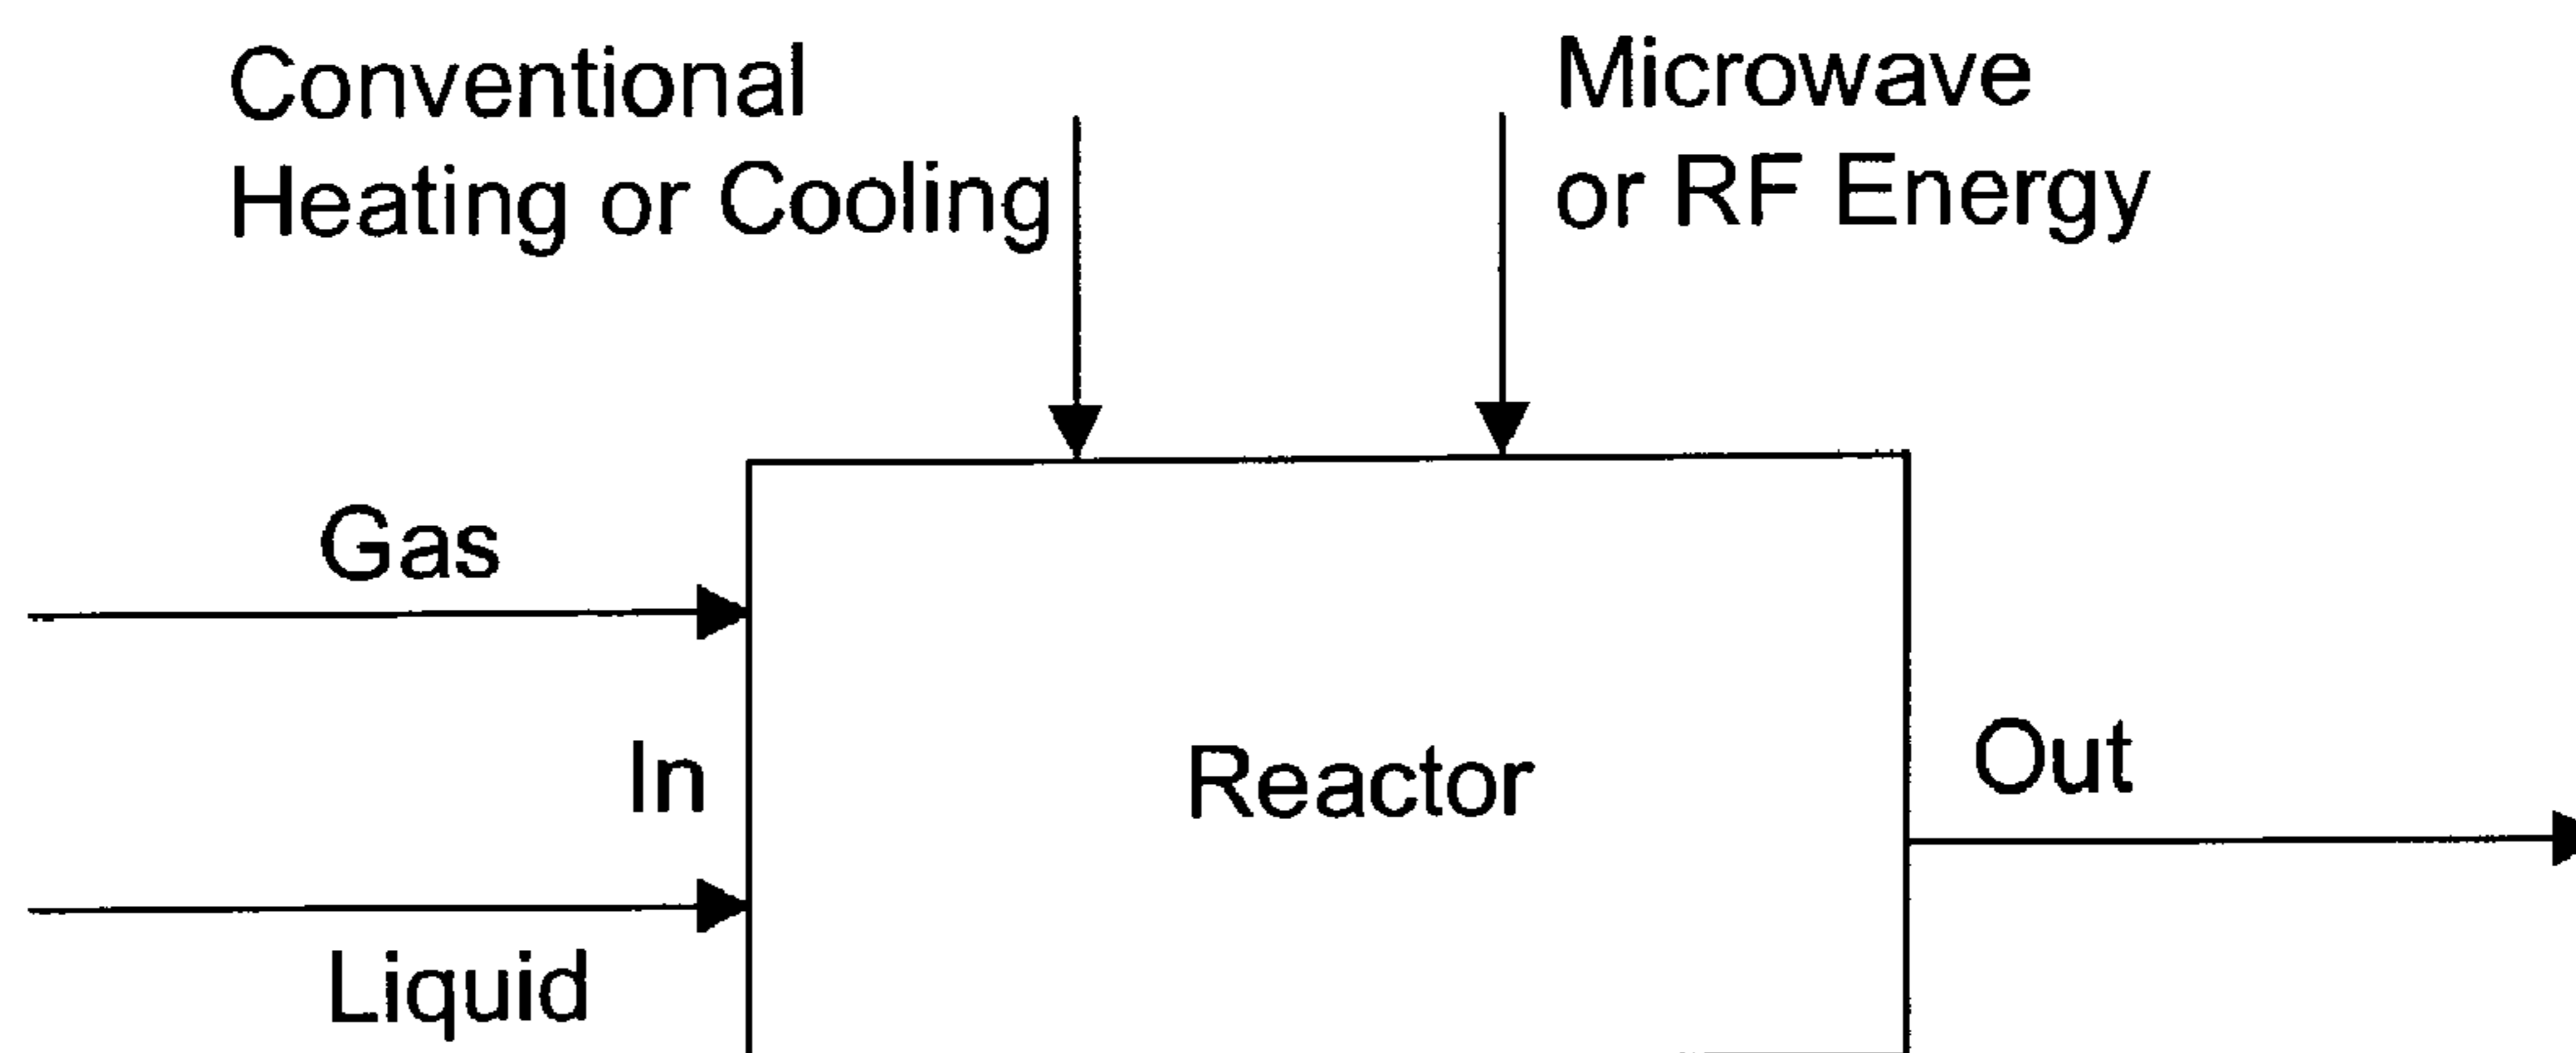 Conventional
Heating or Cooling
Microwave
or RF Energy
Gas
In
Reactor
Out
Liquid